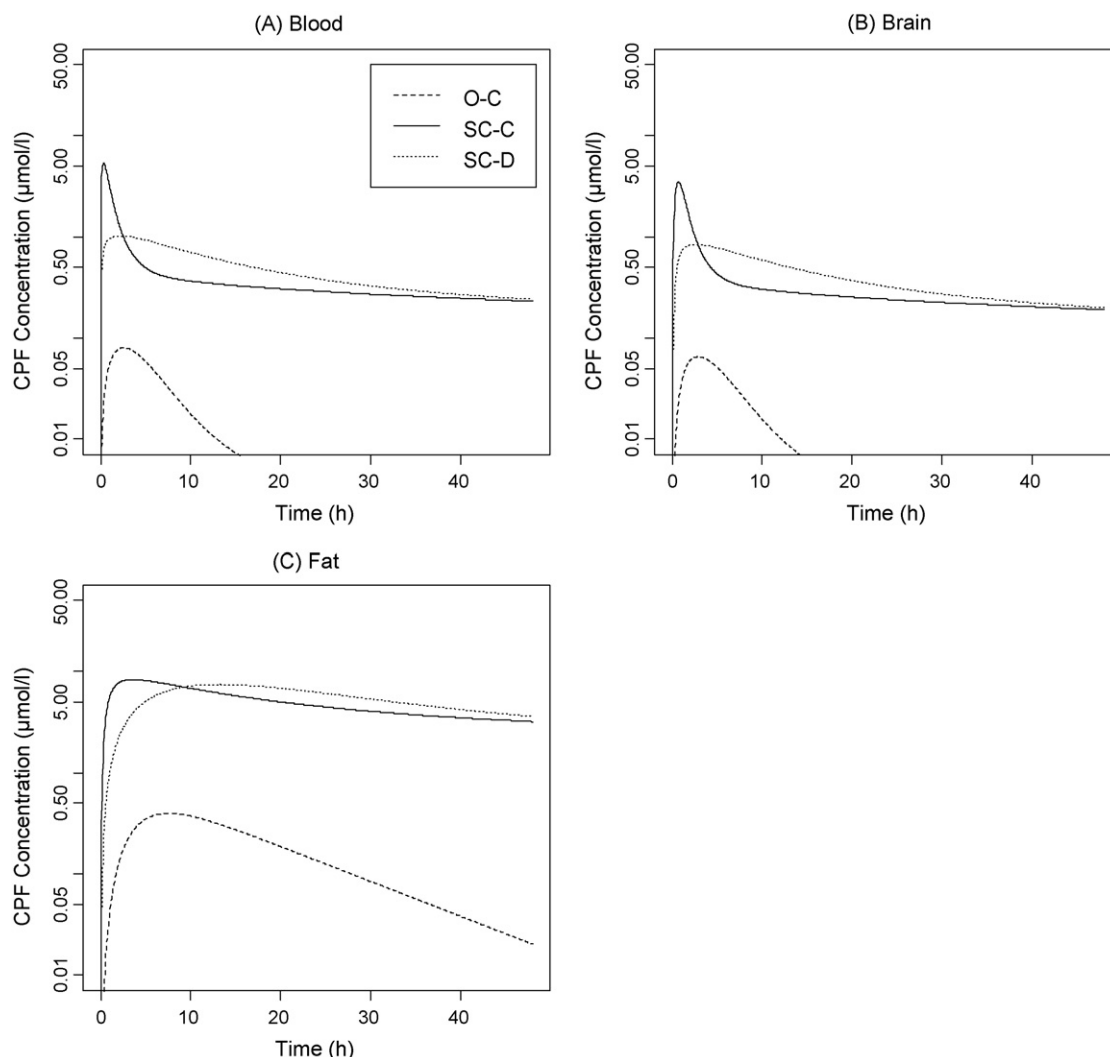 (A) Blood
CPF Concentration (μmol/l)
50.00
5.00
0.50
0.05
0.01
O-C
SC-C
SC-D
0 10 20 30 40
Time (h)
(B) Brain
CPF Concentration (μmol/l)
50.00
5.00
0.50
0.05
0.01
0 10 20 30 40
Time (h)
(C) Fat
CPF Concentration (μmol/l)
50.00
5.00
0.50
0.05
0.01
0 10 20 30 40
Time (h)